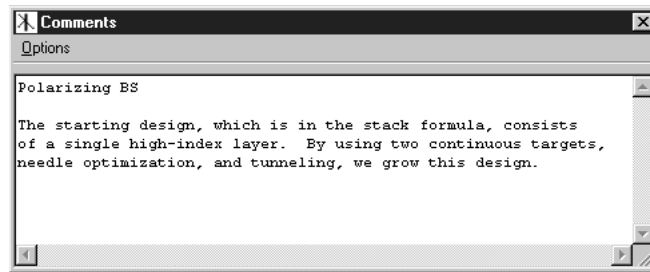 Comments
Options
Polarizing BS
The starting design, which is in the stack formula, consists
of a single high-index layer.  By using two continuous targets,
needle optimization, and tunneling, we grow this design.